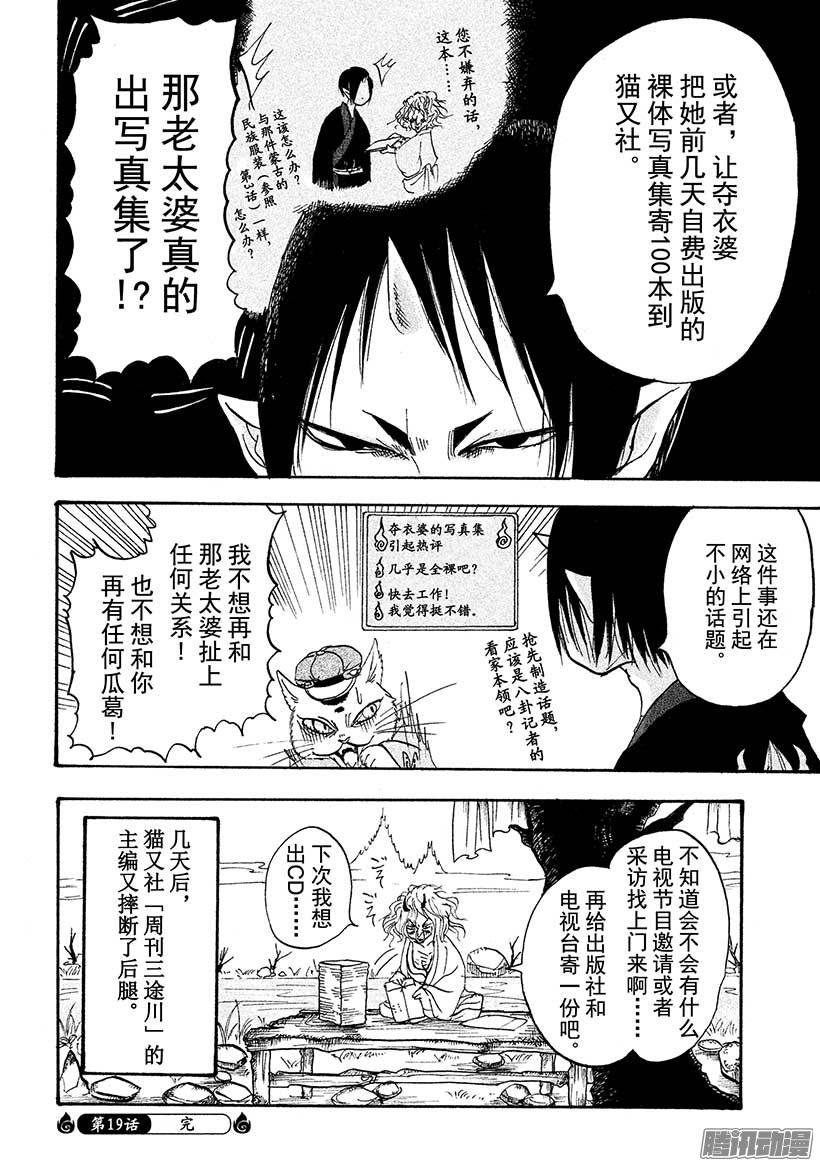 或者，让夺衣婆
把她前几天自费出版的
裸体写真集寄100本到
猫又社。
您不嫌弃的话，
这本……
这该怎么办？
与那件蒙古的
民族服装（参照
第3话）一样，
怎么办？
那老太婆真的
出写真集了！？
这件事还在
网络上引起
不小的话题。
抢先制造话题，
应该是八卦记者的
看家本领吧？
夺衣婆的写真集
引起热评
几乎是全裸吧？
快去工作！
我觉得挺不错。
我不想再和
那老太婆扯上
任何关系！
也不想和你
再有任何瓜葛！
不知道会不会有什么
电视节目邀请或者
采访找上门来啊……
再给出版社和
电视台寄一份吧。
下次我想
出CD……
几天后，
猫又社「周刊三途川」的
主编又摔断了后腿。
第19话 完
腾讯动漫